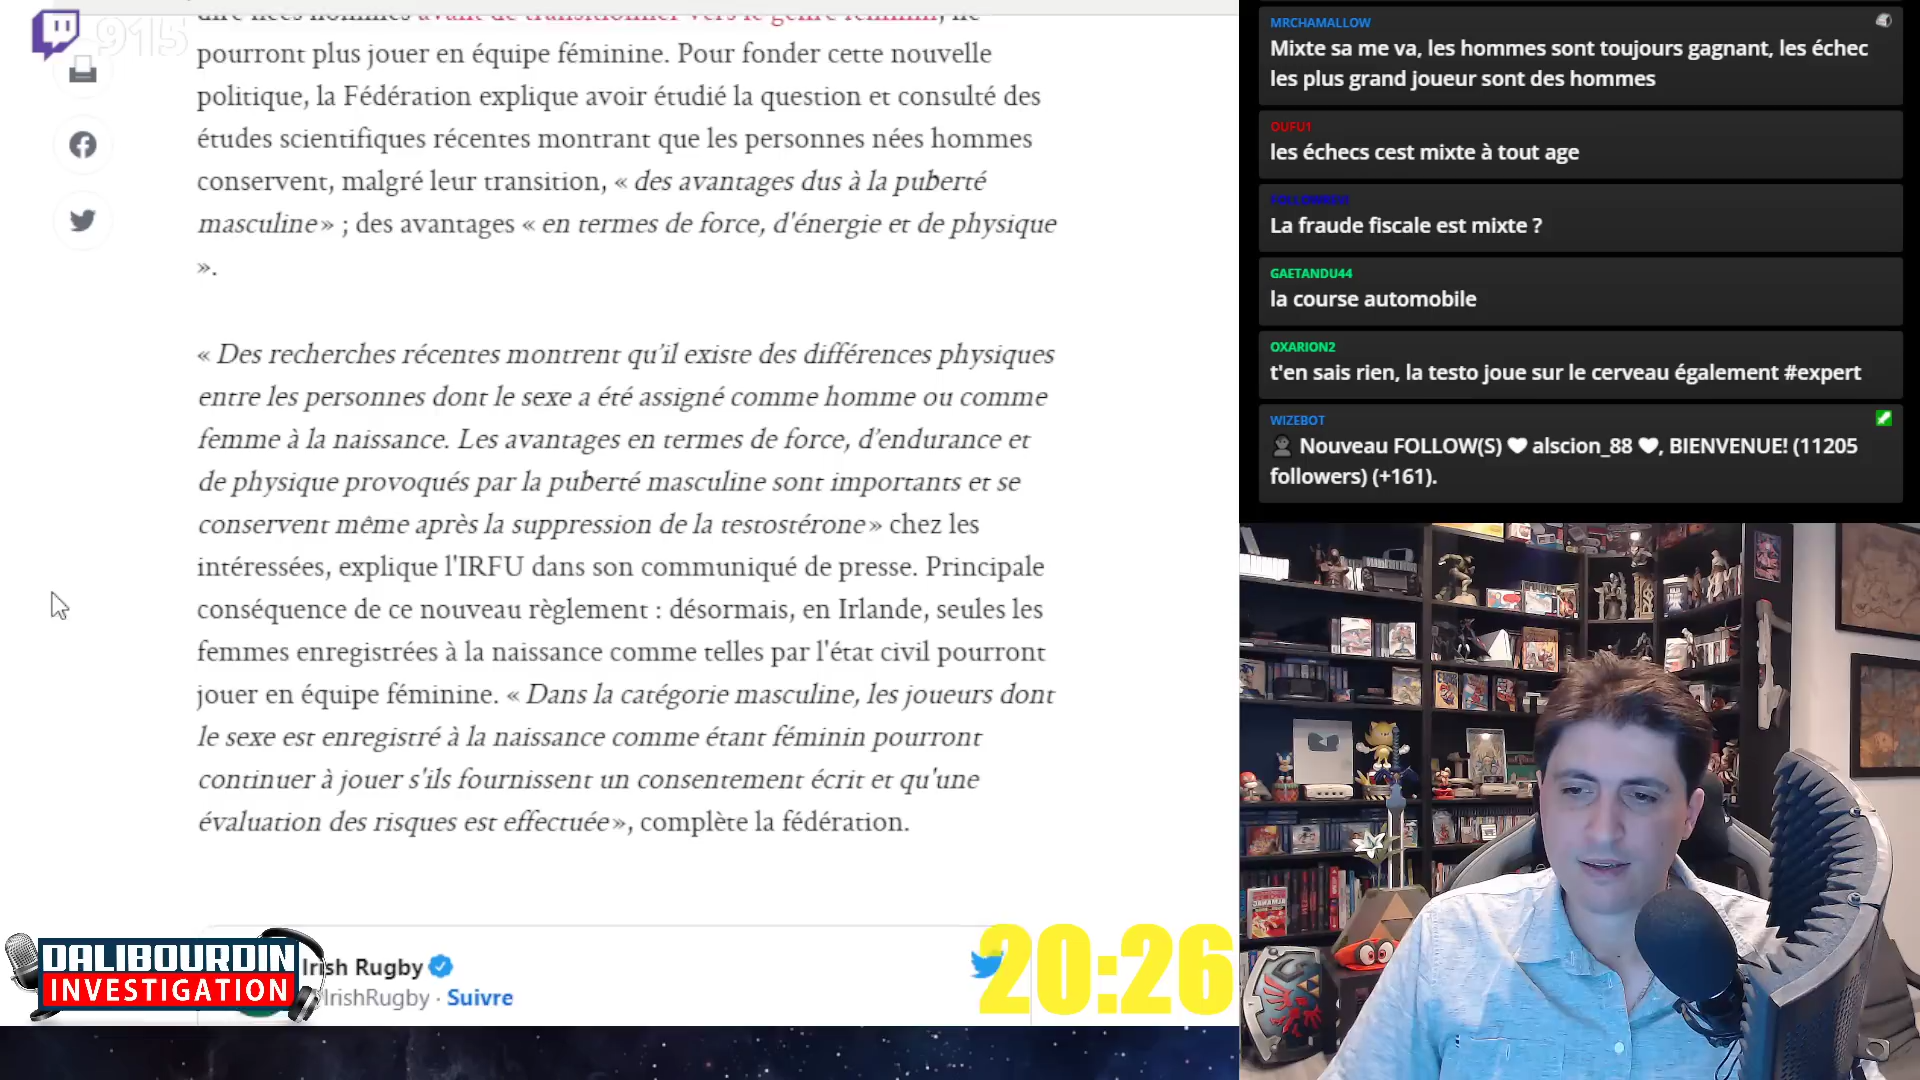 915
dire nées hommes avant de transitionner vers le genre féminin, ne
pourront plus jouer en équipe féminine. Pour fonder cette nouvelle
politique, la Fédération explique avoir étudié la question et consulté des
études scientifiques récentes montrant que les personnes nées hommes
conservent, malgré leur transition, « des avantages dus à la puberté
masculine » ; des avantages « en termes de force, d'énergie et de physique
».
« Des recherches récentes montrent qu’il existe des différences physiques
entre les personnes dont le sexe a été assigné comme homme ou comme
femme à la naissance. Les avantages en termes de force, d’endurance et
de physique provoqués par la puberté masculine sont importants et se
conservent même après la suppression de la testostérone » chez les
intéressées, explique l'IRFU dans son communiqué de presse. Principale
conséquence de ce nouveau règlement : désormais, en Irlande, seules les
femmes enregistrées à la naissance comme telles par l'état civil pourront
jouer en équipe féminine. « Dans la catégorie masculine, les joueurs dont
le sexe est enregistré à la naissance comme étant féminin pourront
continuer à jouer s'ils fournissent un consentement écrit et qu'une
évaluation des risques est effectuée », complète la fédération.
Irish Rugby
IrishRugby · Suivre
DALIBOURDIN
INVESTIGATION
20:26
MRCHAMALLOW
Mixte sa me va, les hommes sont toujours gagnant, les échec
les plus grand joueur sont des hommes
OUFU1
les échecs cest mixte à tout age
La fraude fiscale est mixte ?
GAETANDU44
la course automobile
OXARION2
t'en sais rien, la testo joue sur le cerveau également #expert
WIZEBOT
Nouveau FOLLOW(S) ♥ alscion_88 ♥, BIENVENUE! (11205
followers) (+161).